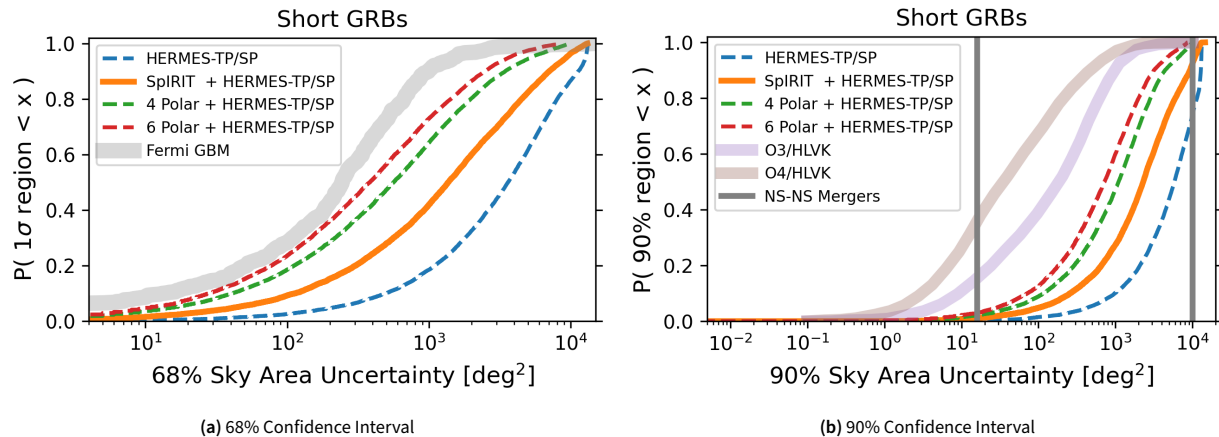 Short GRBs
P( 1σ region < x )
1.0
0.8
0.6
0.4
0.2
0.0
HERMES-TP/SP
SpIRIT + HERMES-TP/SP
4 Polar + HERMES-TP/SP
6 Polar + HERMES-TP/SP
Fermi GBM
10¹ 10² 10³ 10⁴
68% Sky Area Uncertainty [deg²]
(a) 68% Confidence Interval
Short GRBs
P( 90% region < x )
1.0
0.8
0.6
0.4
0.2
0.0
HERMES-TP/SP
SpIRIT + HERMES-TP/SP
4 Polar + HERMES-TP/SP
6 Polar + HERMES-TP/SP
O3/HLVK
O4/HLVK
NS-NS Mergers
10⁻² 10⁻¹ 10⁰ 10¹ 10² 10³ 10⁴
90% Sky Area Uncertainty [deg²]
(b) 90% Confidence Interval